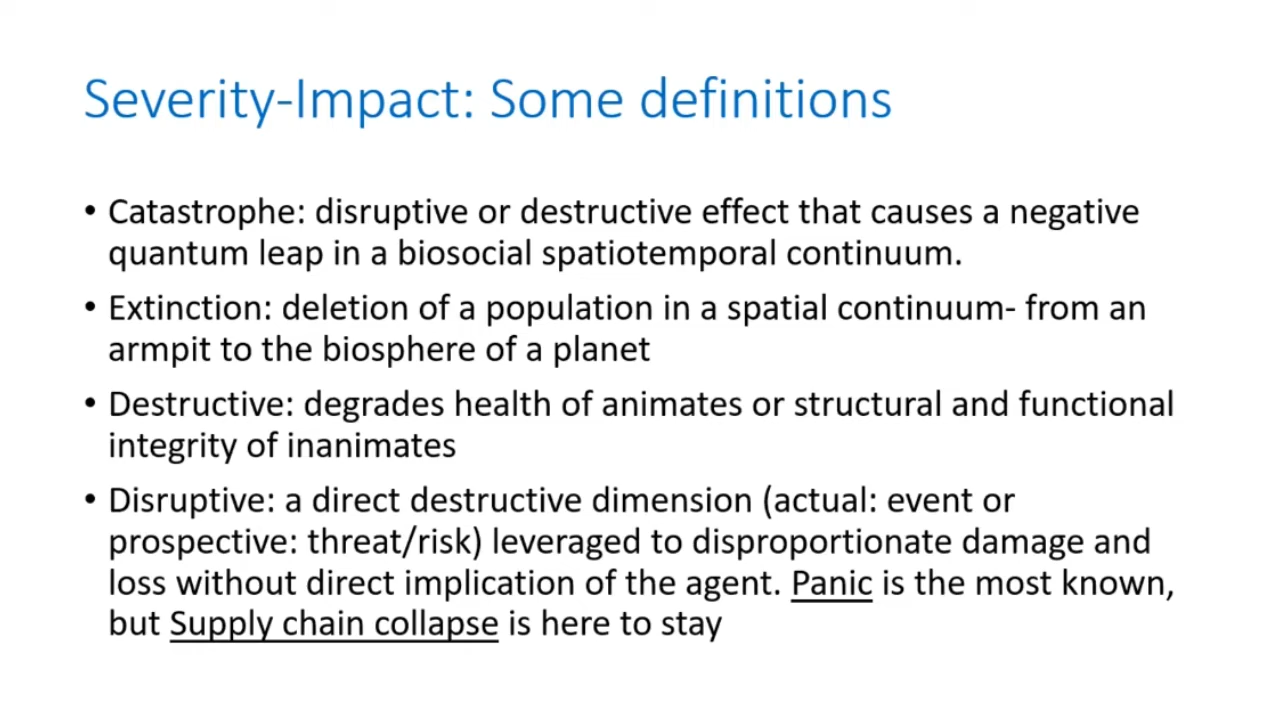 Severity-Impact: Some definitions
• Catastrophe: disruptive or destructive effect that causes a negative
quantum leap in a biosocial spatiotemporal continuum.
• Extinction: deletion of a population in a spatial continuum- from an
armpit to the biosphere of a planet
• Destructive: degrades health of animates or structural and functional
integrity of inanimates
• Disruptive: a direct destructive dimension (actual: event or
prospective: threat/risk) leveraged to disproportionate damage and
loss without direct implication of the agent. Panic is the most known,
but Supply chain collapse is here to stay